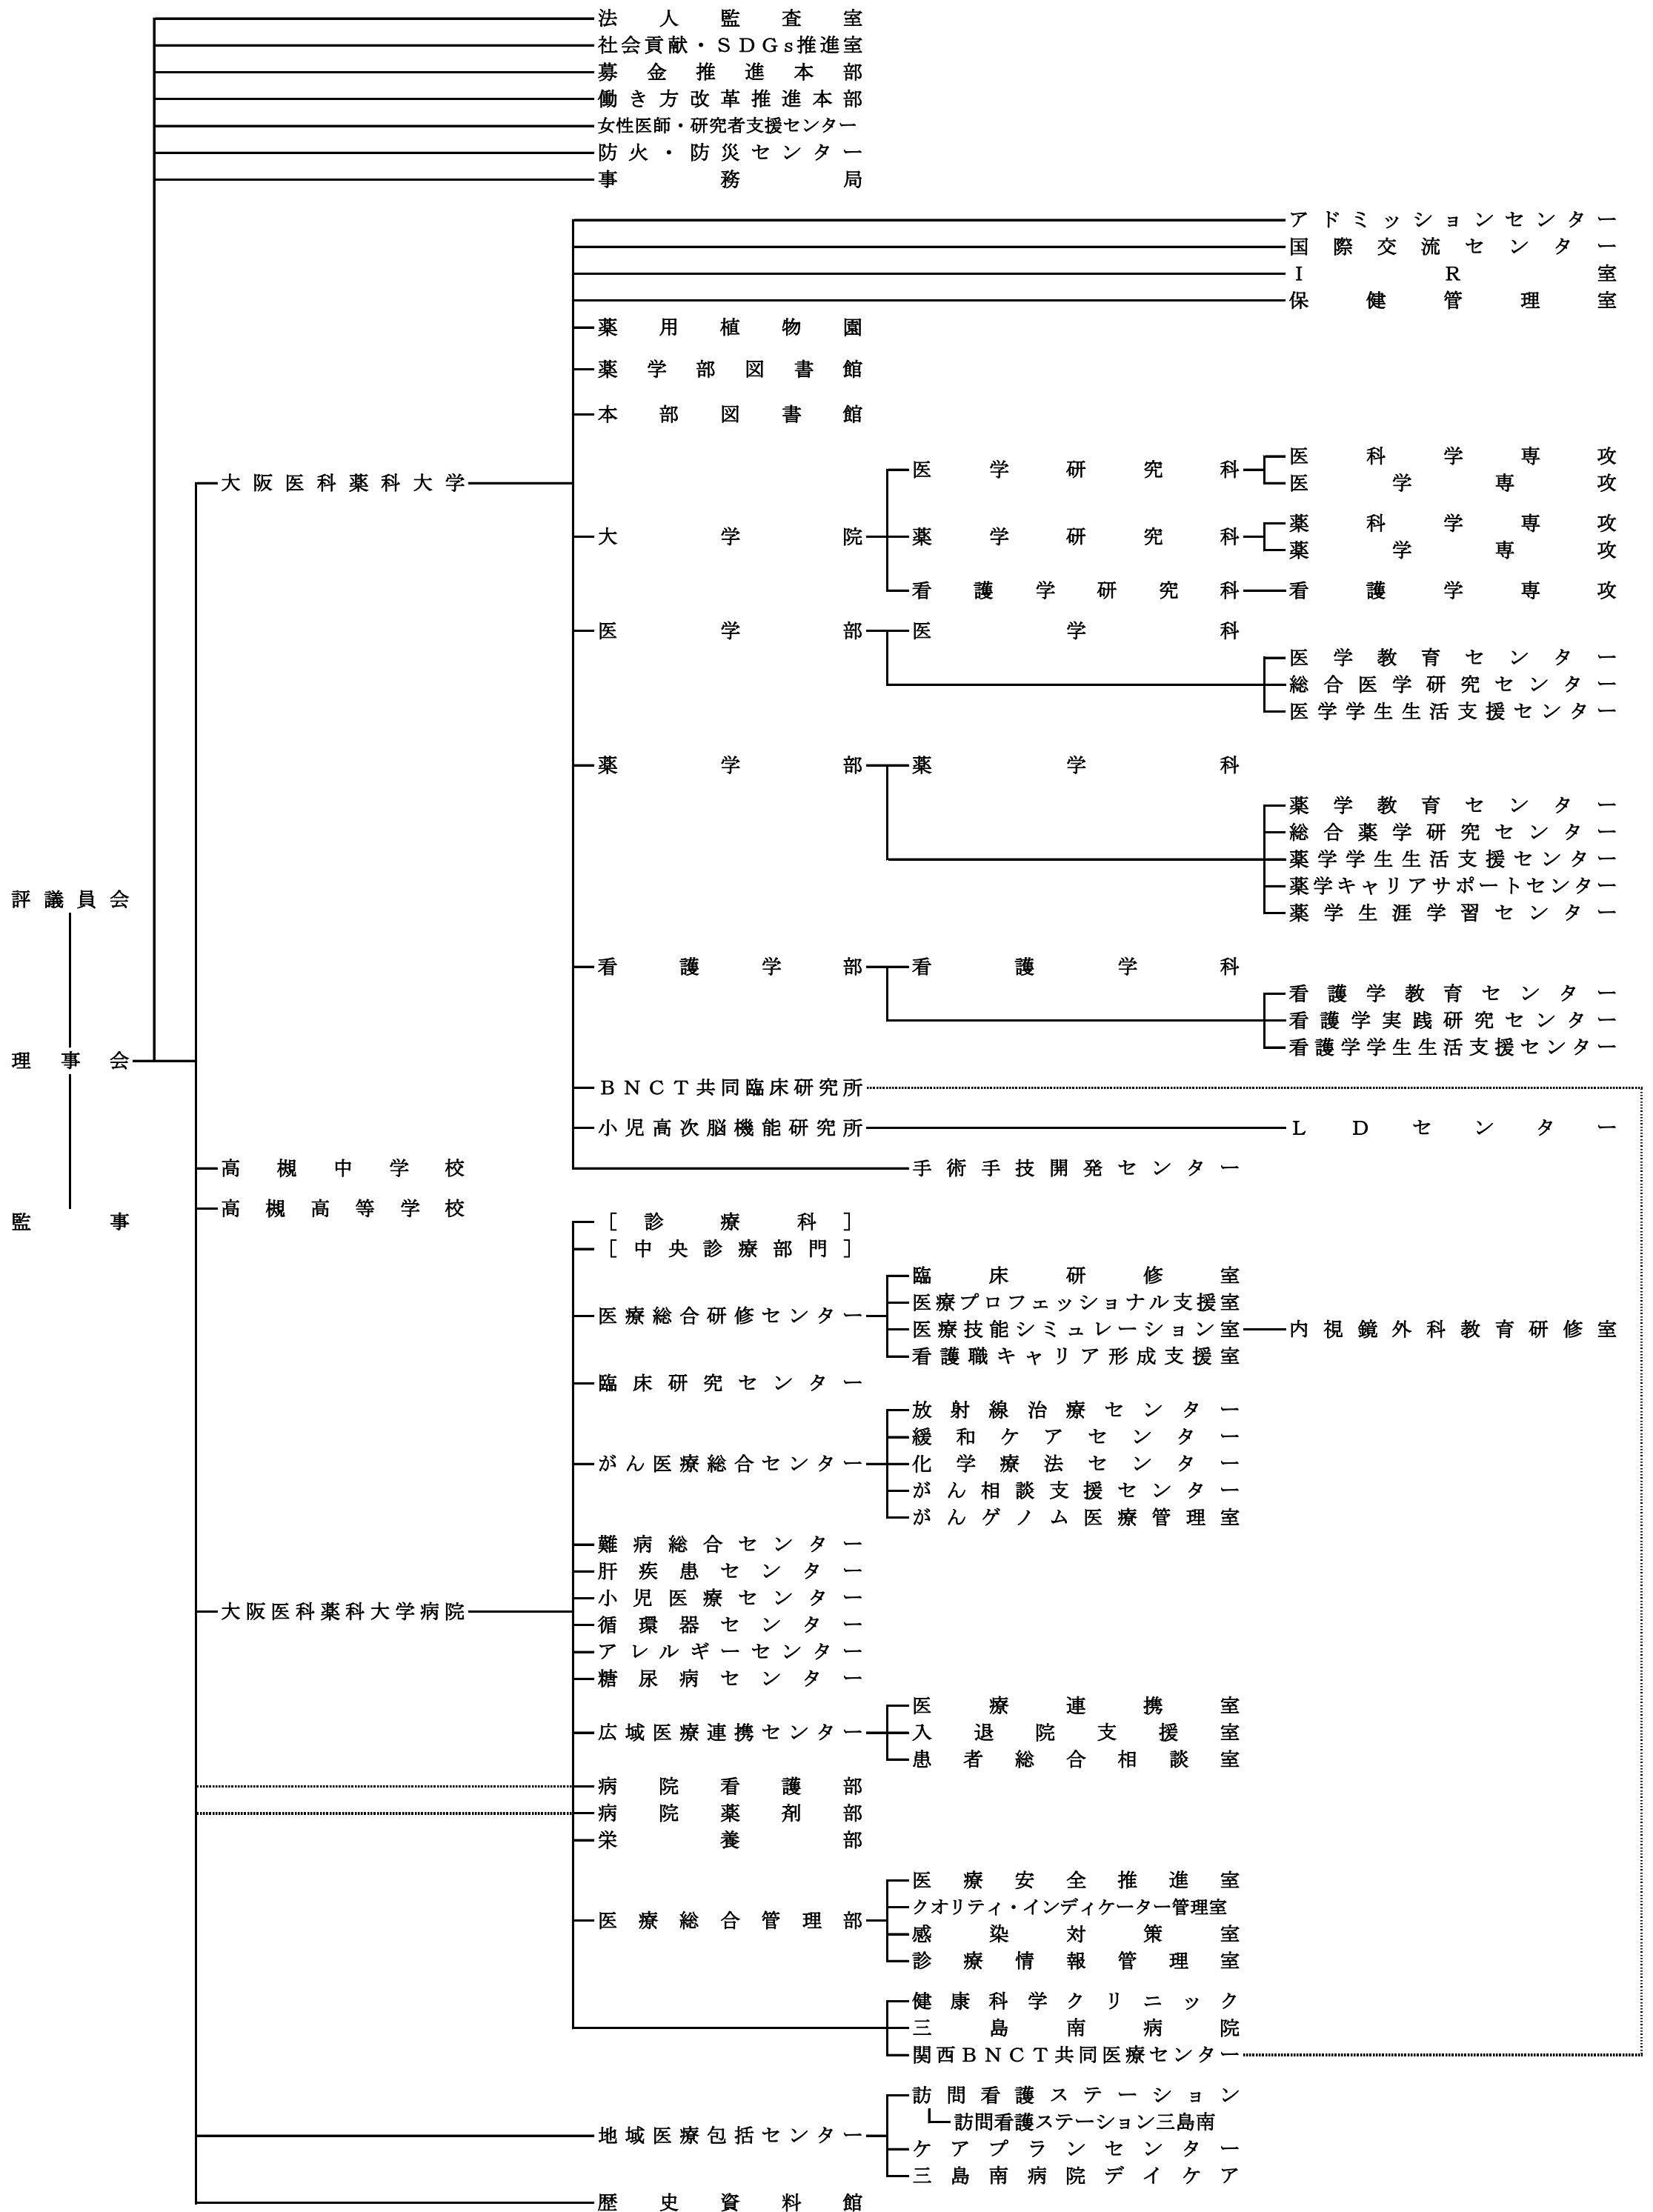 法人監査室
社会貢献・ＳＤＧs推進室
募金推進本部
働き方改革推進本部
女性医師・研究者支援センター
防火・防災センター
事務局
アドミッションセンター
国際交流センター
ＩＲ室
保健管理室
薬用植物園
薬学部図書館
本部図書館
大阪医科薬科大学
大学院
医学研究科
医科学専攻
医学専攻
薬学研究科
薬科学専攻
薬学専攻
看護学研究科
看護学専攻
医学部
医学科
医学教育センター
総合医学研究センター
医学学生生活支援センター
薬学部
薬学科
薬学教育センター
総合薬学研究センター
薬学学生生活支援センター
薬学キャリアサポートセンター
薬学生涯学習センター
評議員会
看護学部
看護学科
看護学教育センター
看護学実践研究センター
看護学学生生活支援センター
理事会
ＢＮＣＴ共同臨床研究所
小児高次脳機能研究所
ＬＤセンター
手術手技開発センター
高槻中学校
高槻高等学校
監事
［診療科］
［中央診療部門］
医療総合研修センター
臨床研修室
医療プロフェッショナル支援室
医療技能シミュレーション室
内視鏡外科教育研修室
看護職キャリア形成支援室
臨床研究センター
がん医療総合センター
放射線治療センター
緩和ケアセンター
化学療法センター
がん相談支援センター
がんゲノム医療管理室
難病総合センター
肝疾患センター
小児医療センター
大阪医科薬科大学病院
循環器センター
アレルギーセンター
糖尿病センター
広域医療連携センター
医療連携室
入退院支援室
患者総合相談室
病院看護部
病院薬剤部
栄養部
医療総合管理部
医療安全推進室
クオリティ・インディケーター管理室
感染対策室
診療情報管理室
健康科学クリニック
三島南病院
関西ＢＮＣＴ共同医療センター
地域医療包括センター
訪問看護ステーション
訪問看護ステーション三島南
ケアプランセンター
三島南病院デイケア
歴史資料館